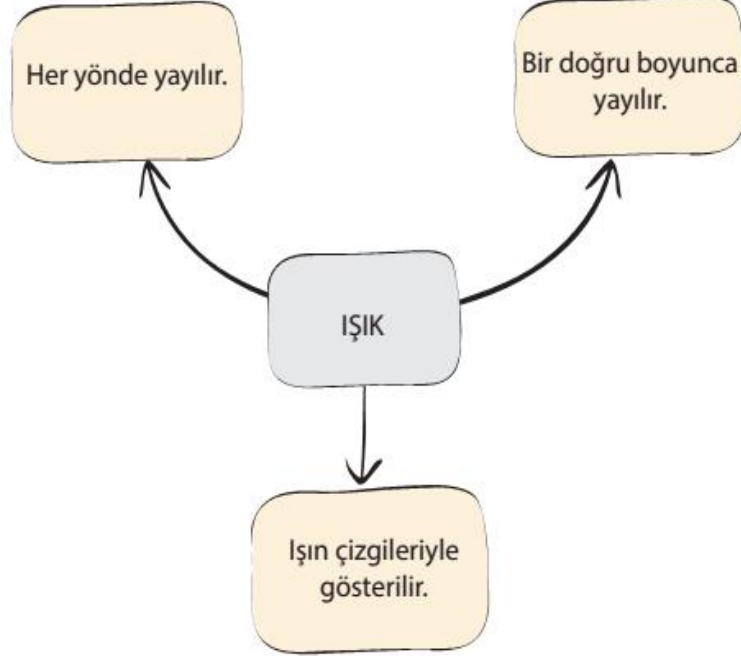 Her yönde yayılır.
Bir doğru boyunca
yayılır.
IŞIK
Işın çizgileriyle
gösterilir.